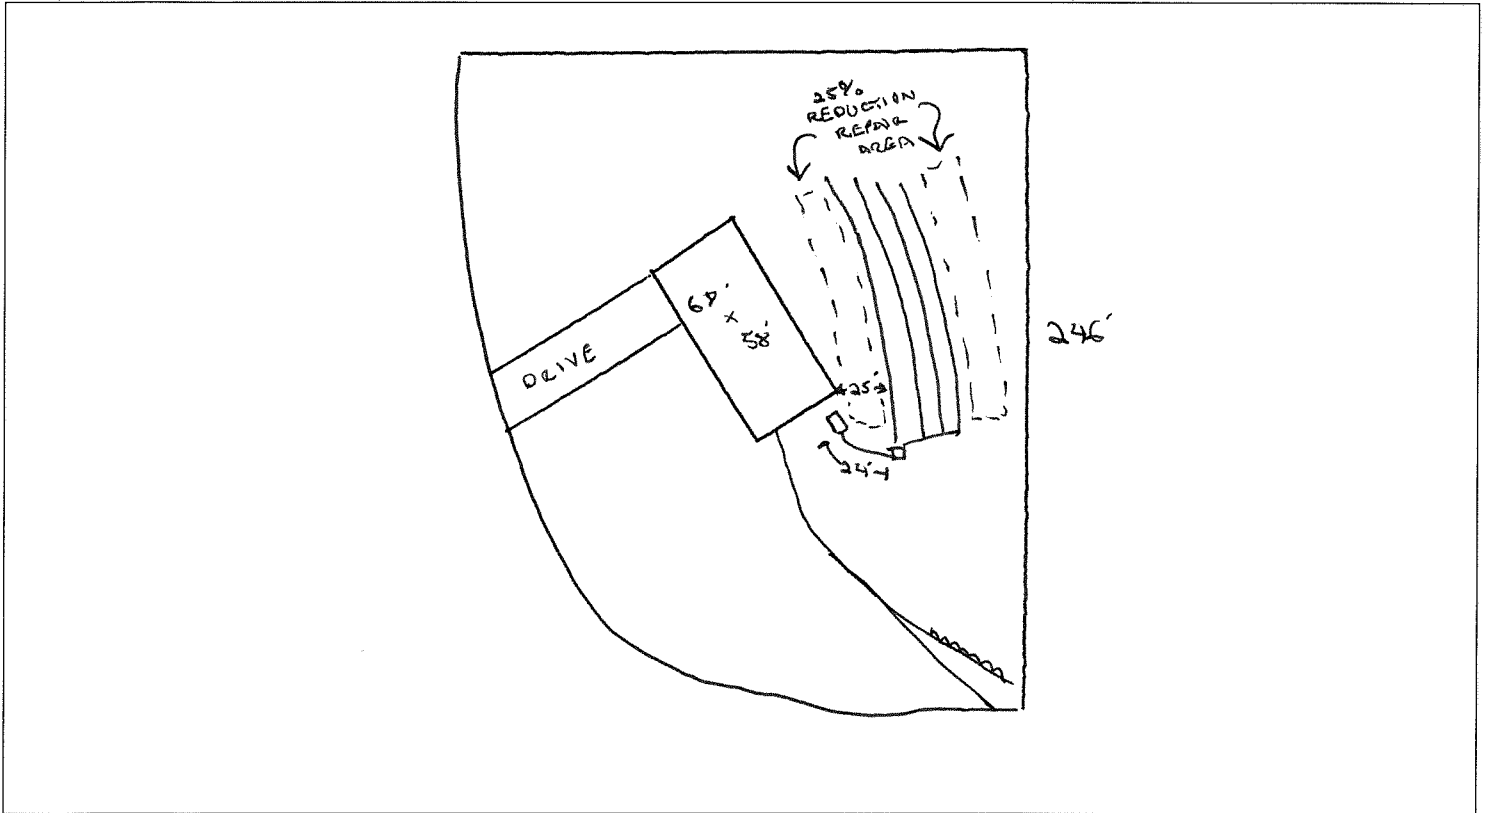 25%
REDUCTION
REPAIR
AREA
60'
x
58'
DRIVE
246'
25'
24'